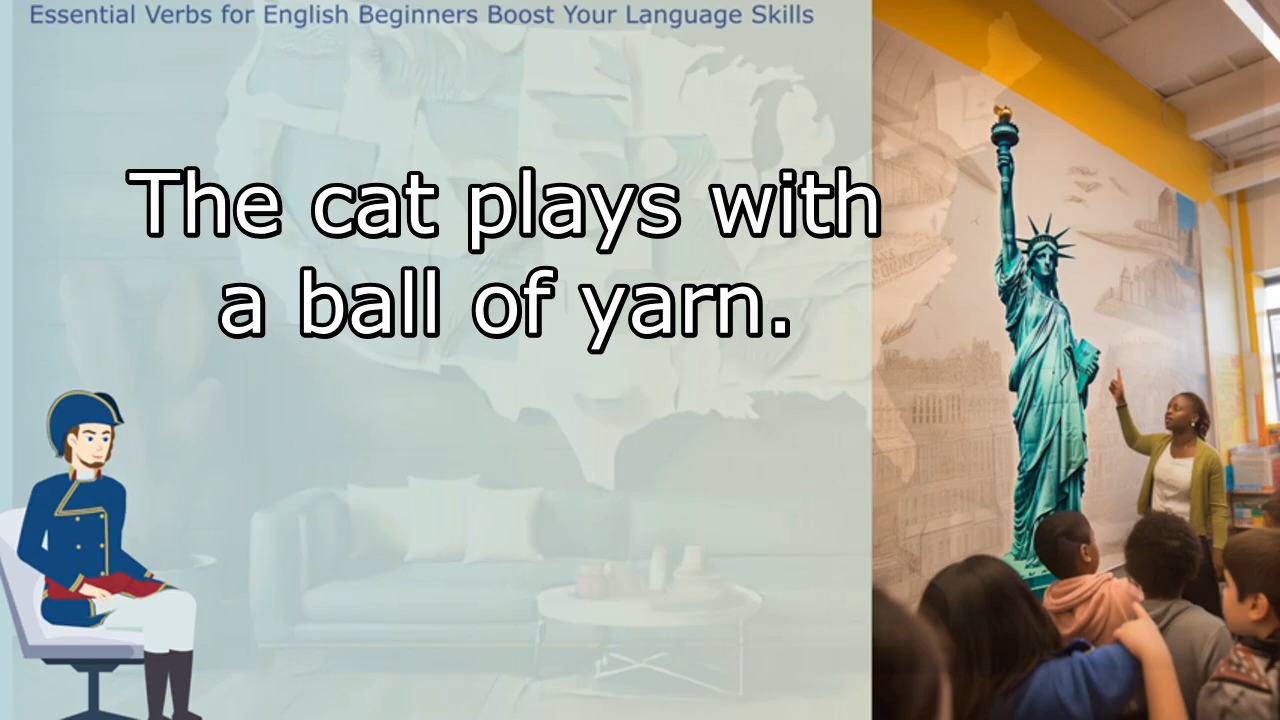 Essential Verbs for English Beginners Boost Your Language Skills
The cat plays with
a ball of yarn.